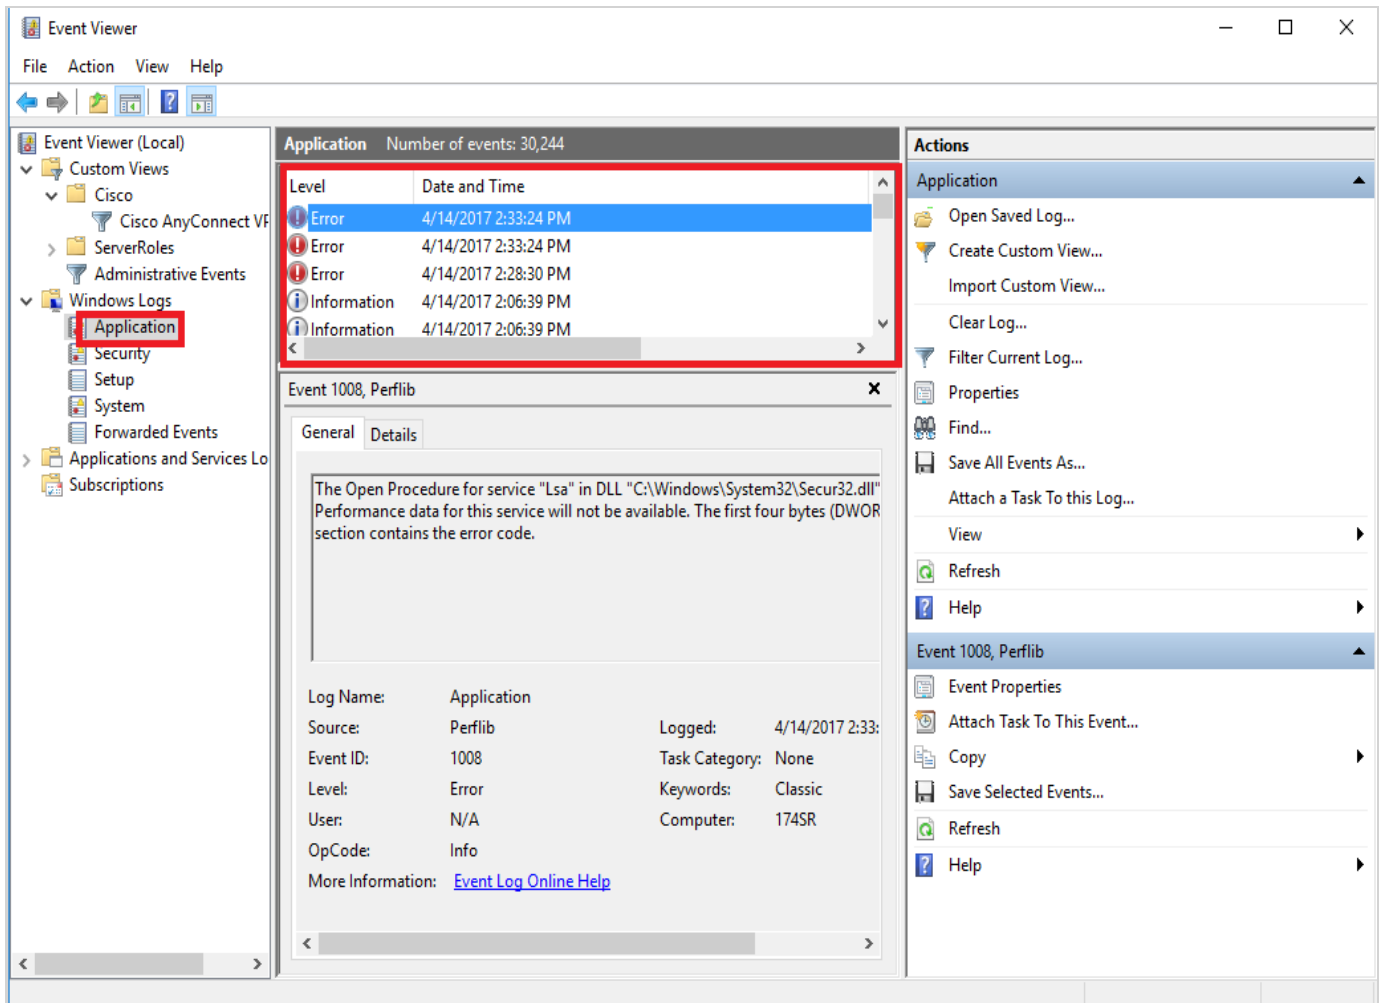 Event Viewer
File Action View Help
Event Viewer (Local)
Custom Views
Cisco
Cisco AnyConnect VP
ServerRoles
Administrative Events
Windows Logs
Application
Security
Setup
System
Forwarded Events
Applications and Services Lo
Subscriptions
Application Number of events: 30,244
Level Date and Time
Error 4/14/2017 2:33:24 PM
Error 4/14/2017 2:33:24 PM
Error 4/14/2017 2:28:30 PM
Information 4/14/2017 2:06:39 PM
Information 4/14/2017 2:06:39 PM
Event 1008, Perflib
General Details
The Open Procedure for service "Lsa" in DLL "C:\Windows\System32\Secur32.dll"
Performance data for this service will not be available. The first four bytes (DWOR
section contains the error code.
Log Name: Application
Source: Perflib Logged: 4/14/2017 2:33:
Event ID: 1008 Task Category: None
Level: Error Keywords: Classic
User: N/A Computer: 174SR
OpCode: Info
More Information: Event Log Online Help
Actions
Application
Open Saved Log...
Create Custom View...
Import Custom View...
Clear Log...
Filter Current Log...
Properties
Find...
Save All Events As...
Attach a Task To this Log...
View
Refresh
Help
Event 1008, Perflib
Event Properties
Attach Task To This Event...
Copy
Save Selected Events...
Refresh
Help